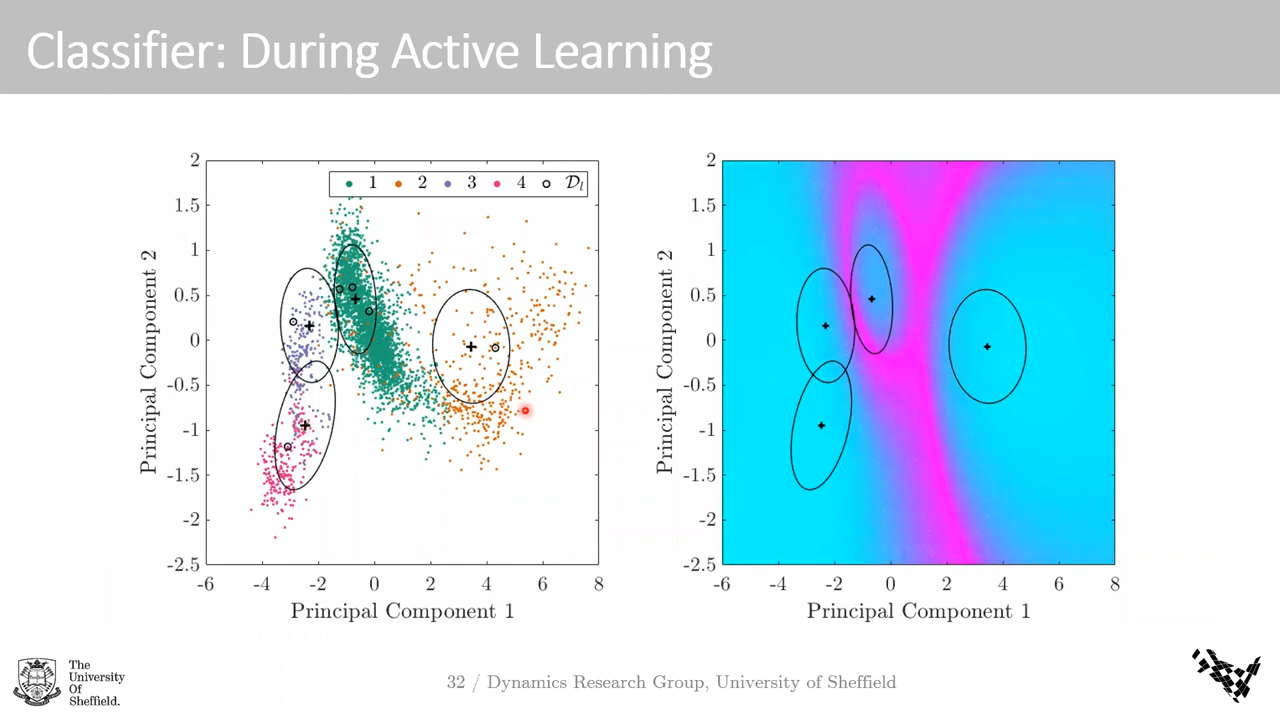 Classifier: During Active Learning
1 2 3 4 𝒟l
2
1.5
1
0.5
0
-0.5
-1
-1.5
-2
-2.5
Principal Component 2
-6 -4 -2 0 2 4 6 8
Principal Component 1
2
1.5
1
0.5
0
-0.5
-1
-1.5
-2
-2.5
Principal Component 2
-6 -4 -2 0 2 4 6 8
Principal Component 1
The
University
Of
Sheffield.
32 / Dynamics Research Group, University of Sheffield